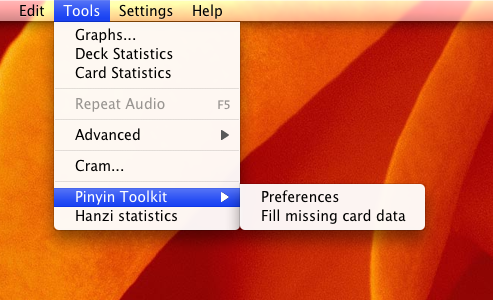 Edit Tools Settings Help
Graphs...
Deck Statistics
Card Statistics
Repeat Audio F5
Advanced
Cram...
Pinyin Toolkit Preferences
Hanzi statistics Fill missing card data